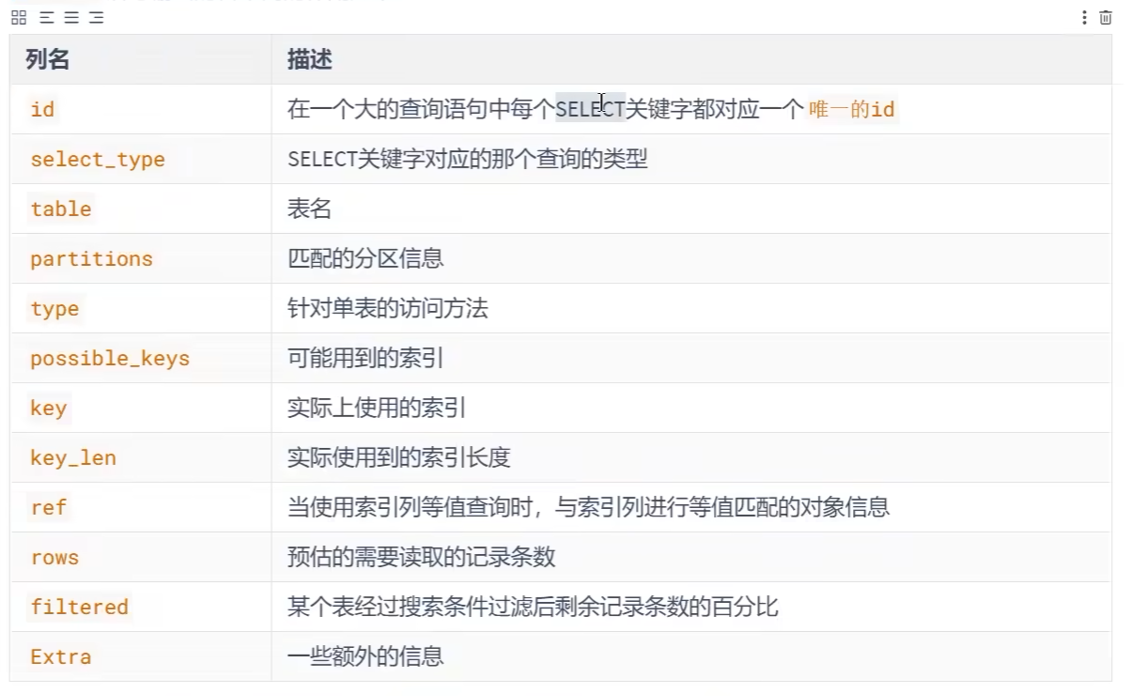 列名 描述
id 在一个大的查询语句中每个SELECT关键字都对应一个 唯一的id
select_type SELECT关键字对应的那个查询的类型
table 表名
partitions 匹配的分区信息
type 针对单表的访问方法
possible_keys 可能用到的索引
key 实际上使用的索引
key_len 实际使用到的索引长度
ref 当使用索引列等值查询时，与索引列进行等值匹配的对象信息
rows 预估的需要读取的记录条数
filtered 某个表经过搜索条件过滤后剩余记录条数的百分比
Extra 一些额外的信息